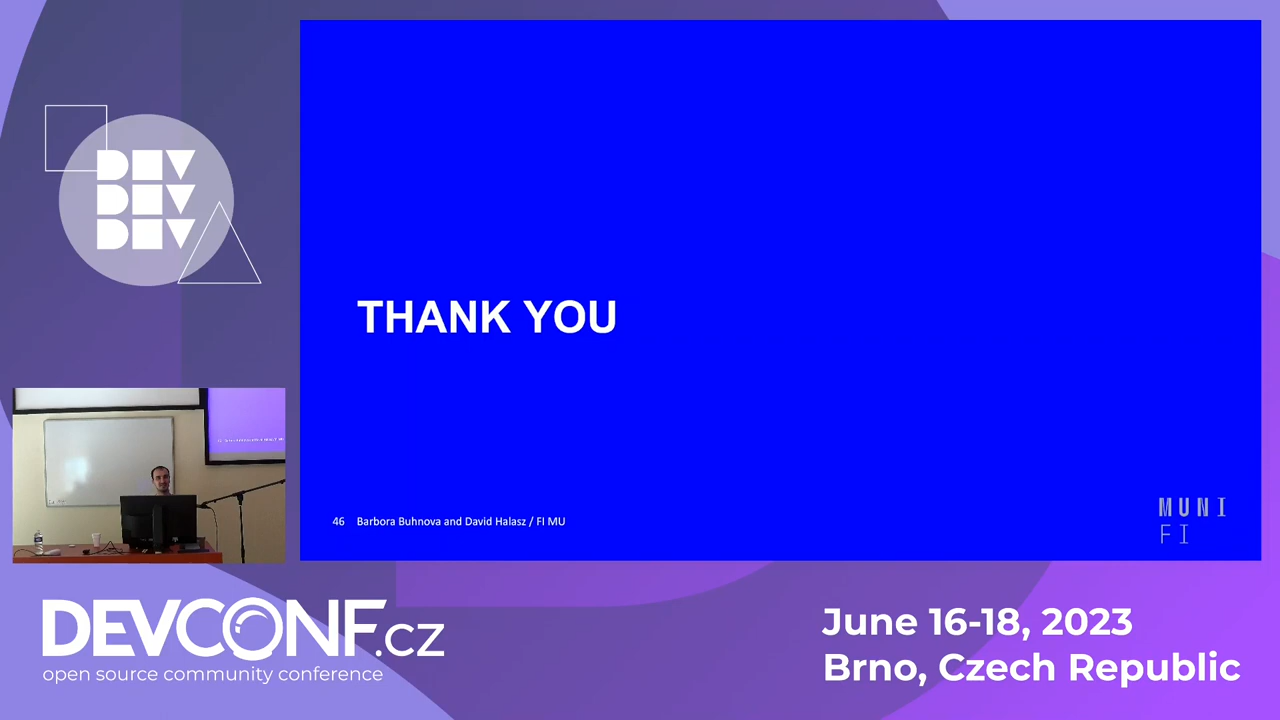 DEV
DEV
DEV
THANK YOU
46 Barbora Buhnova and David Halasz / FI MU
MUNI
FI
DEVCONF.cz
open source community conference
June 16-18, 2023
Brno, Czech Republic